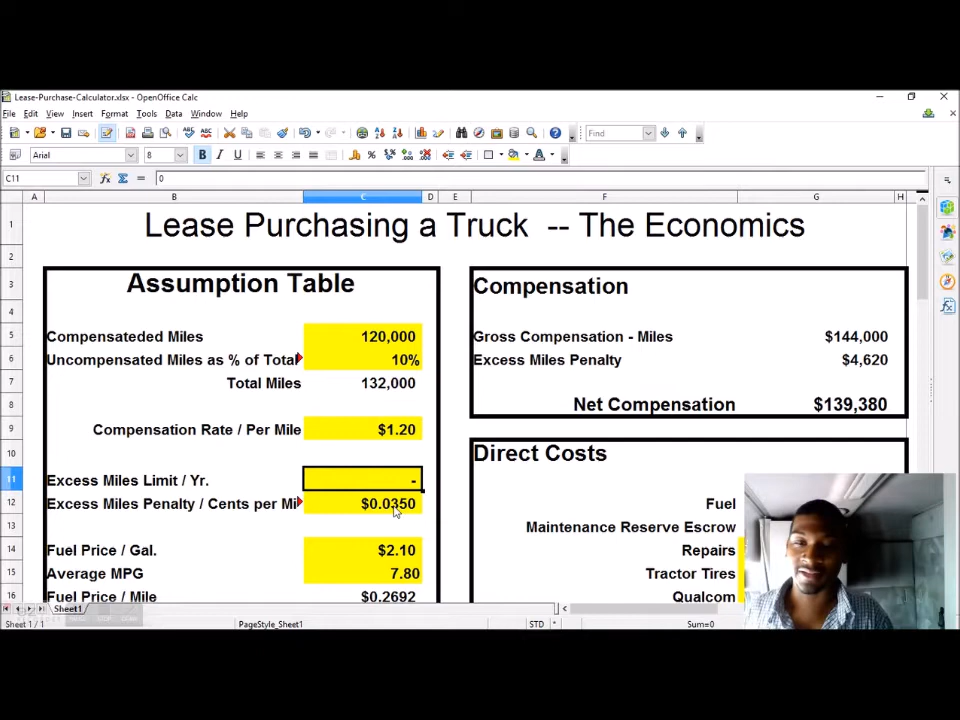 Lease-Purchase-Calculator.xlsx - OpenOffice Calc
File Edit View Insert Format Tools Data Window Help
Find
Arial 8 B I U A
C11 0
A B C D E F G H
1 Lease Purchasing a Truck -- The Economics
2
3 Assumption Table Compensation
4
5 Compensateded Miles 120,000 Gross Compensation - Miles $144,000
6 Uncompensated Miles as % of Total 10% Excess Miles Penalty $4,620
7 Total Miles 132,000
8 Net Compensation $139,380
9 Compensation Rate / Per Mile $1.20
10 Direct Costs
11 Excess Miles Limit / Yr. -
12 Excess Miles Penalty / Cents per Mi $0.0350 Fuel
13 Maintenance Reserve Escrow
14 Fuel Price / Gal. $2.10 Repairs
15 Average MPG 7.80 Tractor Tires
16 Fuel Price / Mile $0.2692 Qualcom
Sheet1
Sheet 1 / 1 PageStyle_Sheet1 STD * Sum=0